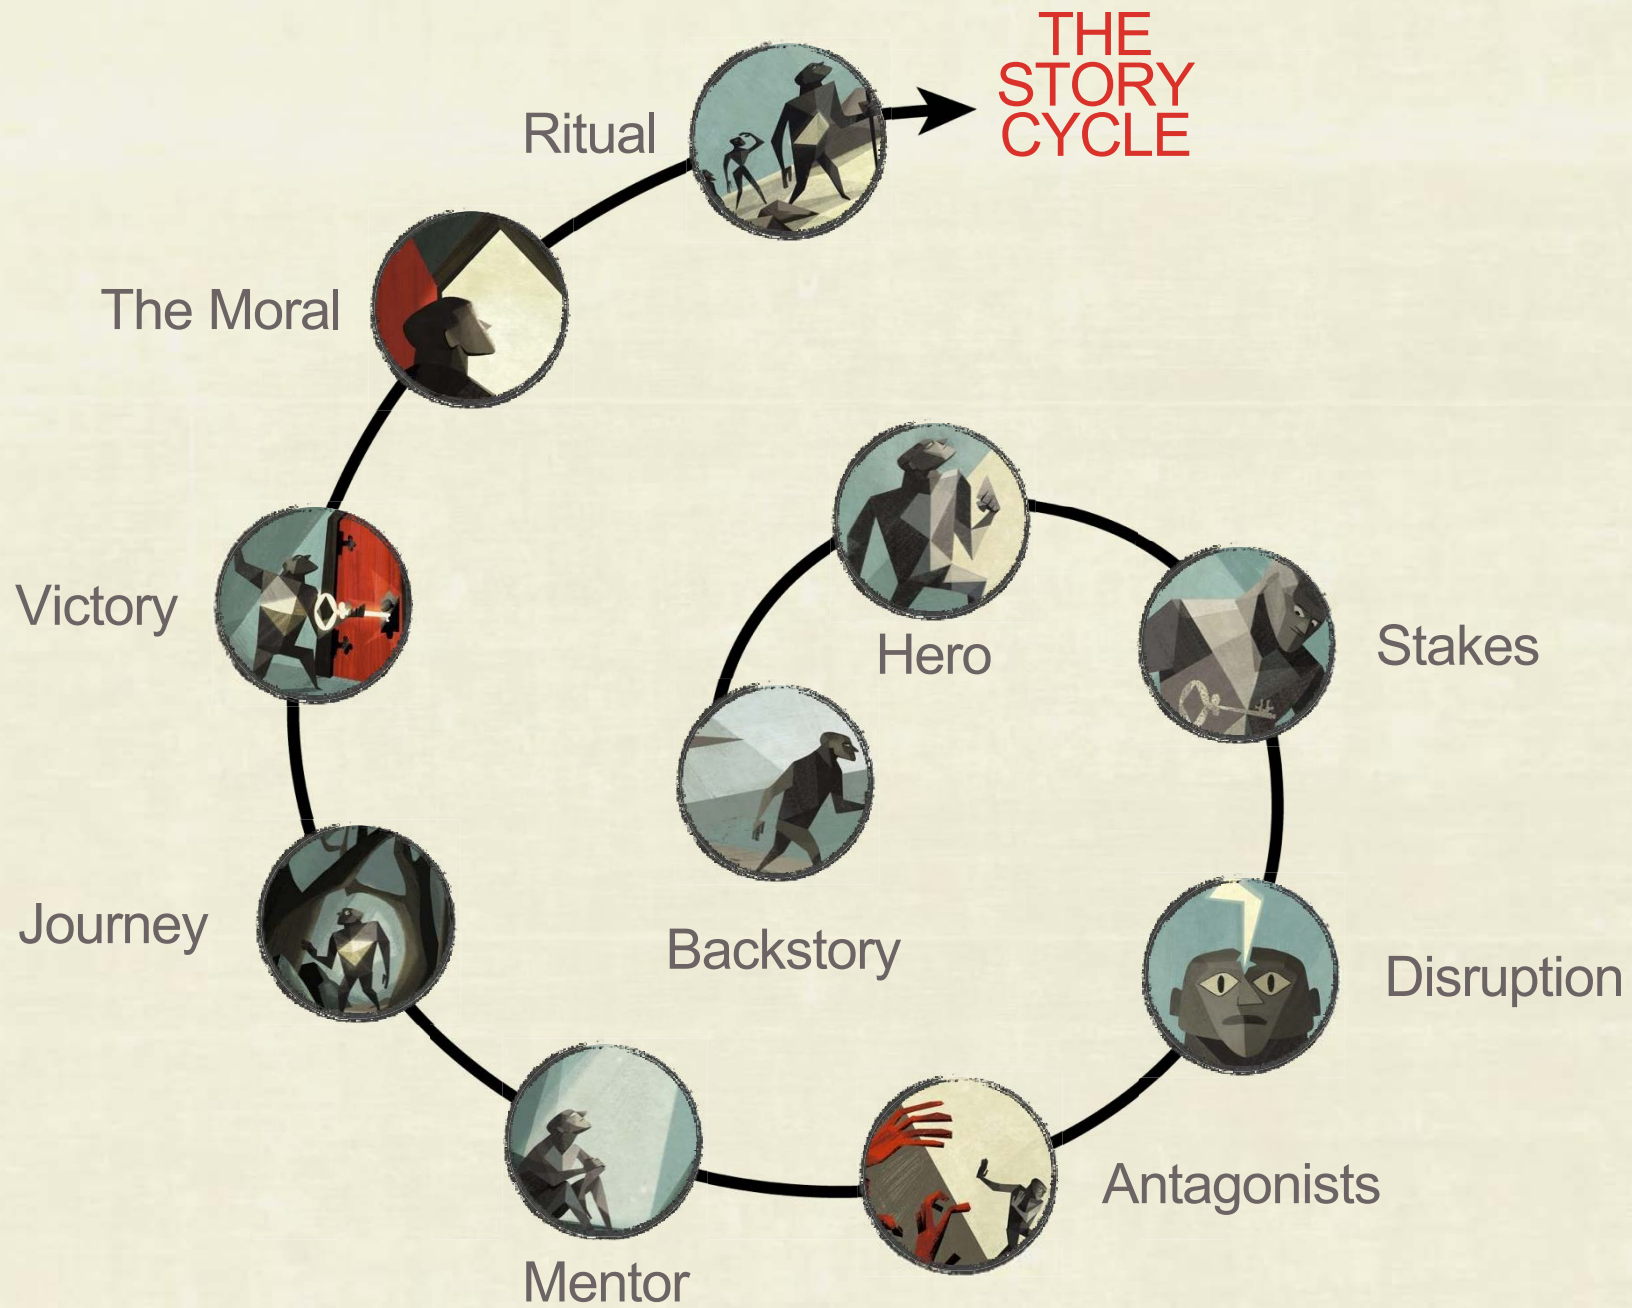 THE
STORY
CYCLE
Ritual
The Moral
Victory
Journey
Mentor
Antagonists
Disruption
Stakes
Hero
Backstory